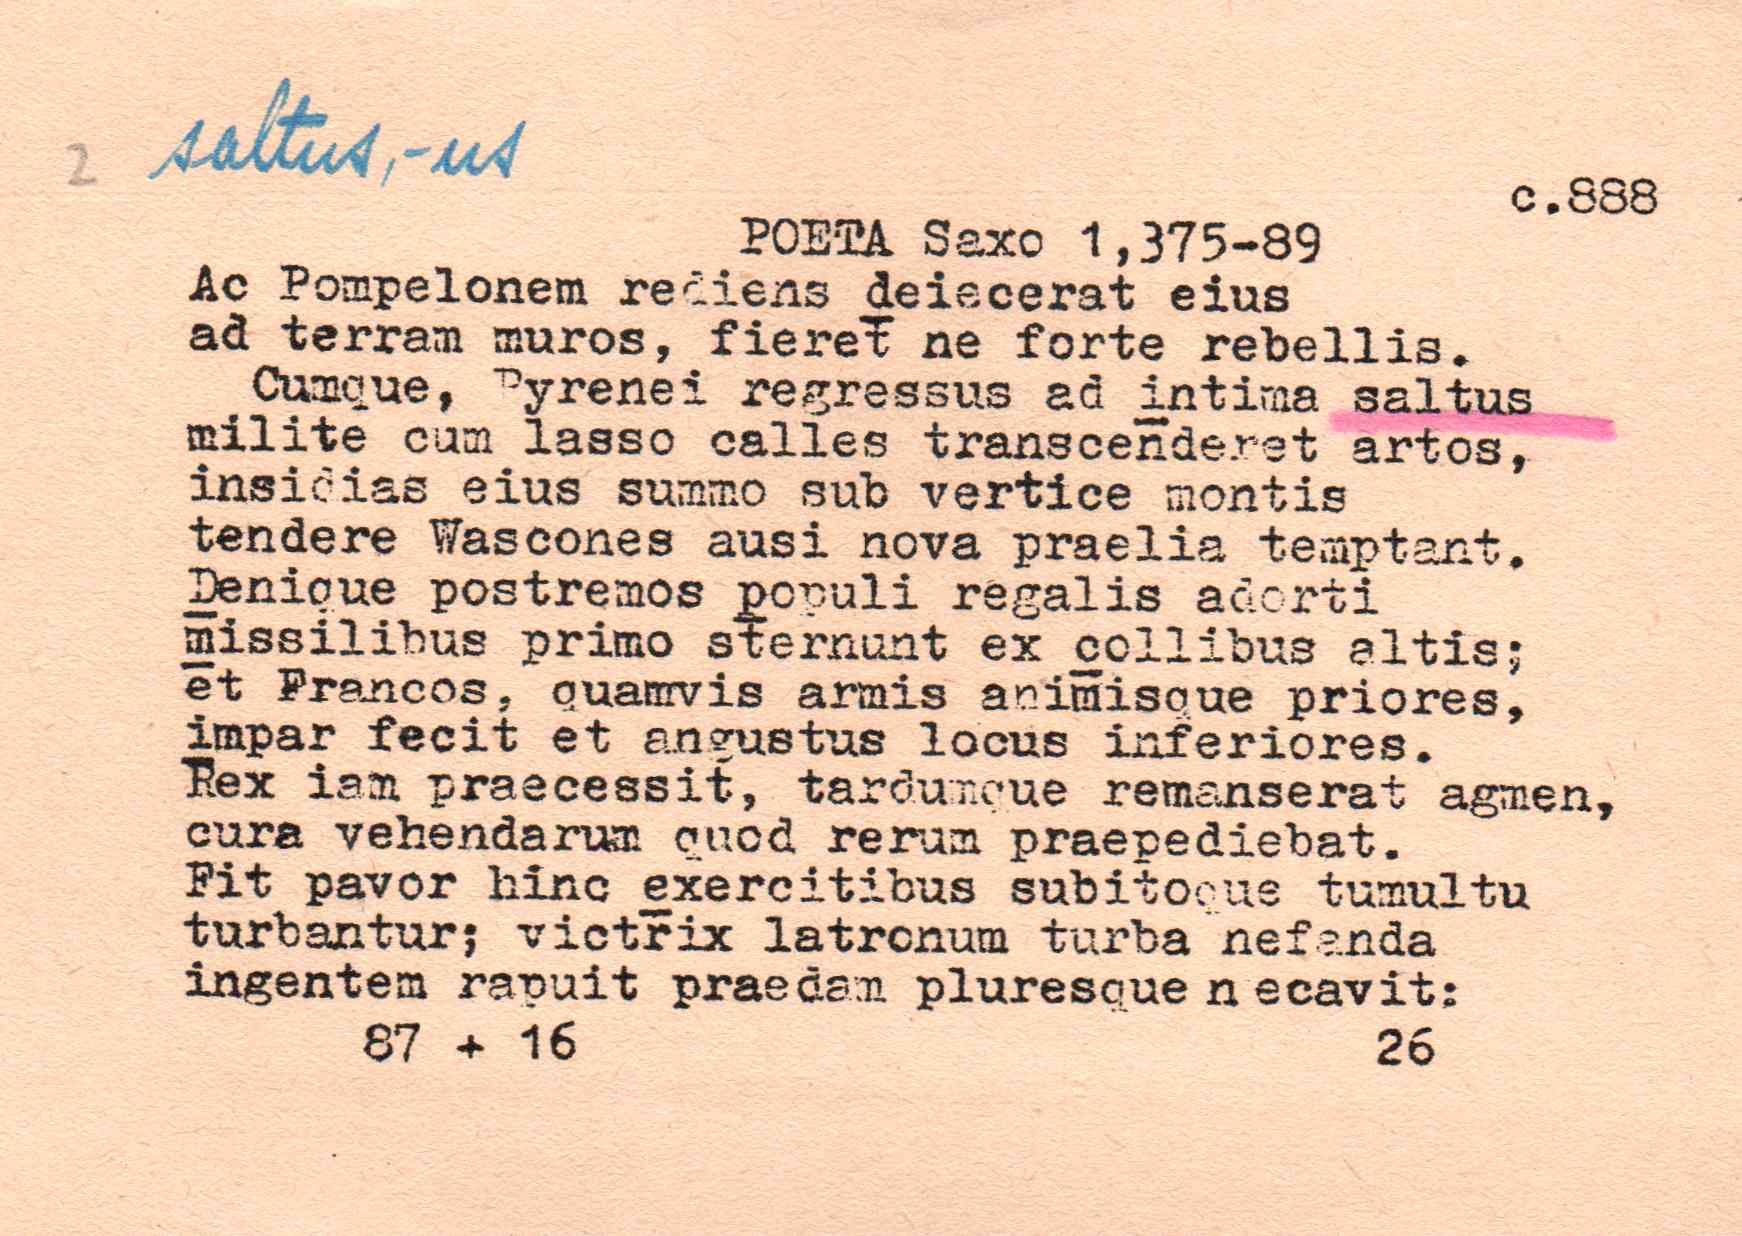 2 saltus,-us
c.888
POETA Saxo 1,375-89
Ac Pompelonem rediens deiecerat eius
ad terram muros, fieret ne forte rebellis.
Cumque, Pyrenei regressus ad intima saltus
milite cum lasso calles transcenderet artos,
insidias eius summo sub vertice montis
tendere Wascones ausi nova praelia temptant.
Denique postremos populi regalis adorti
missilibus primo sternunt ex collibus altis;
et Francos, quamvis armis animisque priores,
impar fecit et angustus locus inferiores.
Rex iam praecessit, tardumque remanserat agmen,
cura vehendarum quod rerum praepediebat.
Fit pavor hinc exercitibus subitoque tumultu
turbantur; victrix latronum turba nefanda
ingentem rapuit praedam pluresque necavit:
87 + 16 26